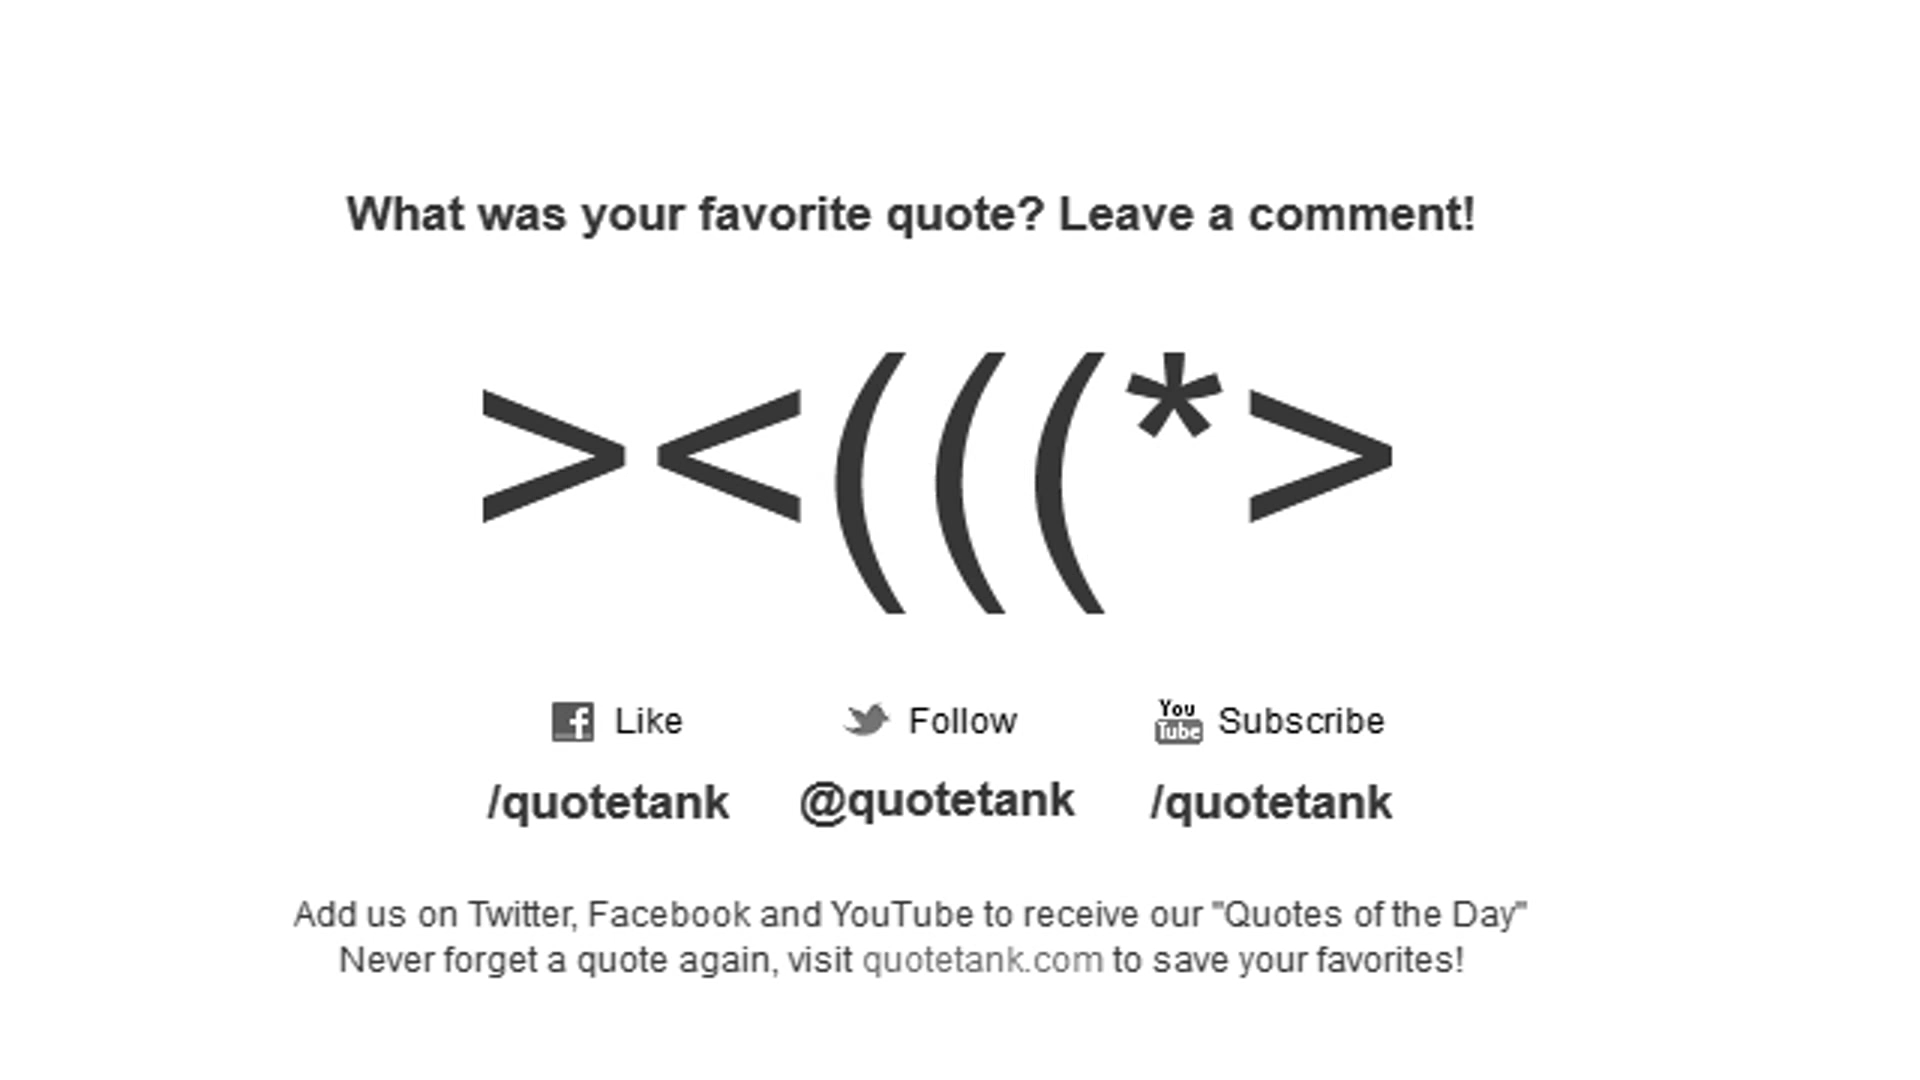 What was your favorite quote? Leave a comment!
><(((*>
f Like Follow You Tube Subscribe
/quotetank @quotetank /quotetank
Add us on Twitter, Facebook and YouTube to receive our "Quotes of the Day"
Never forget a quote again, visit quotetank.com to save your favorites!